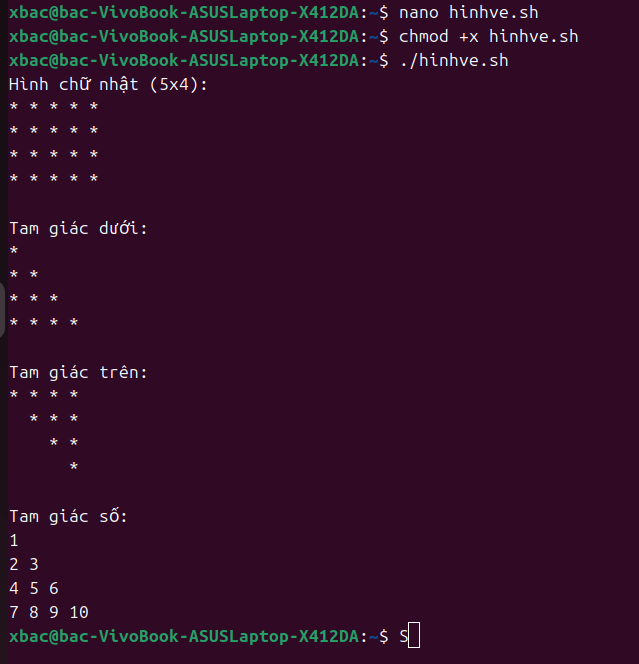 xbac@bac-VivoBook-ASUSLaptop-X412DA:~$ nano hinhve.sh
xbac@bac-VivoBook-ASUSLaptop-X412DA:~$ chmod +x hinhve.sh
xbac@bac-VivoBook-ASUSLaptop-X412DA:~$ ./hinhve.sh
Hình chữ nhật (5x4):
* * * * *
* * * * *
* * * * *
* * * * *

Tam giác dưới:
*
* *
* * *
* * * *

Tam giác trên:
* * * *
  * * *
    * *
      *

Tam giác số:
1
2 3
4 5 6
7 8 9 10
xbac@bac-VivoBook-ASUSLaptop-X412DA:~$ S